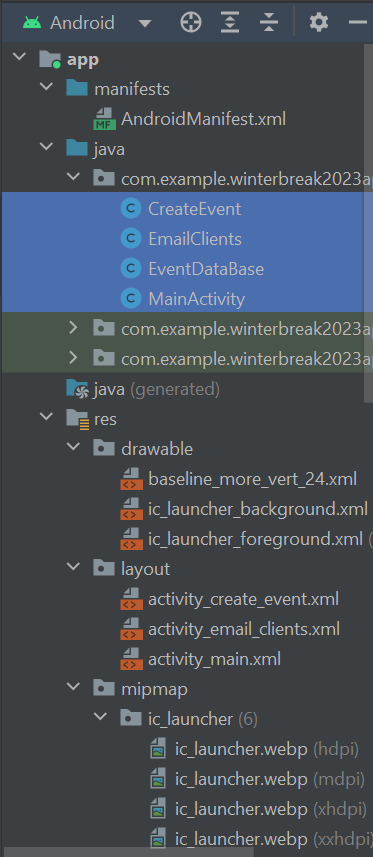 Android
app
manifests
MF AndroidManifest.xml
java
com.example.winterbreak2023a
C CreateEvent
C EmailClients
C EventDataBase
C MainActivity
com.example.winterbreak2023a
com.example.winterbreak2023a
java (generated)
res
drawable
baseline_more_vert_24.xml
ic_launcher_background.xml
ic_launcher_foreground.xml (
layout
activity_create_event.xml
activity_email_clients.xml
activity_main.xml
mipmap
ic_launcher (6)
ic_launcher.webp (hdpi)
ic_launcher.webp (mdpi)
ic_launcher.webp (xhdpi)
ic_launcher.webp (xxhdpi)